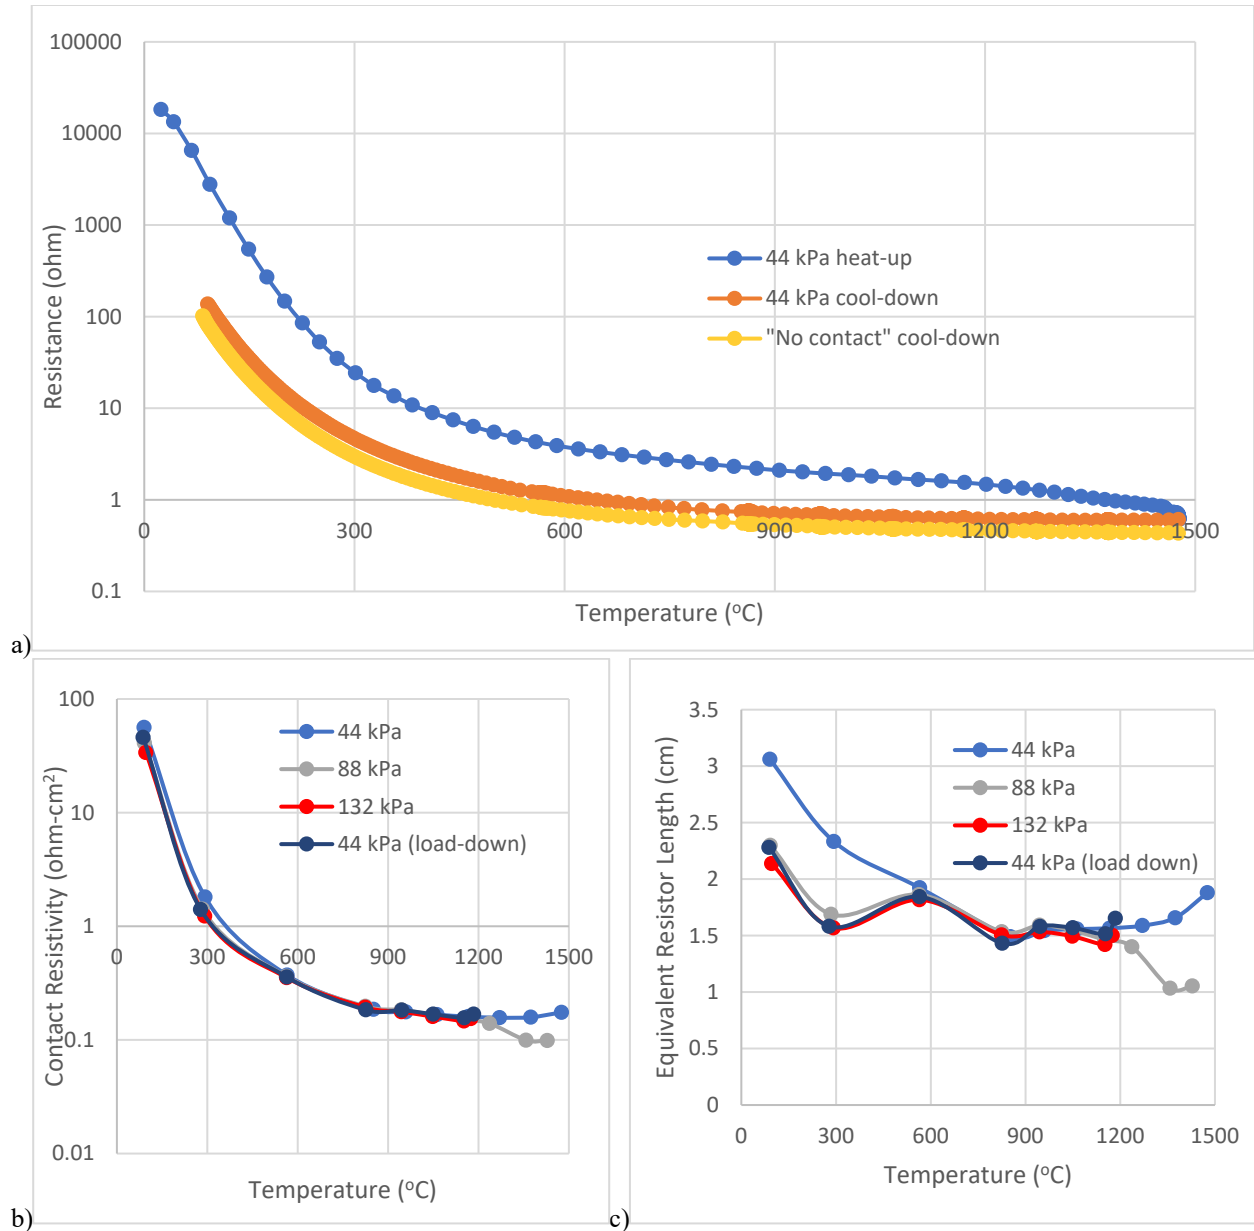 100000
10000
1000
100
10
1
0.1
Resistance (ohm)
0
300
600
900
1200
1500
Temperature (oC)
44 kPa heat-up
44 kPa cool-down
"No contact" cool-down
a)
100
10
1
0.1
0.01
Contact Resistivity (ohm-cm2)
0
300
600
900
1200
1500
Temperature (oC)
44 kPa
88 kPa
132 kPa
44 kPa (load-down)
b)
3.5
3
2.5
2
1.5
1
0.5
0
Equivalent Resistor Length (cm)
0
300
600
900
1200
1500
Temperature (oC)
44 kPa
88 kPa
132 kPa
44 kPa (load down)
c)